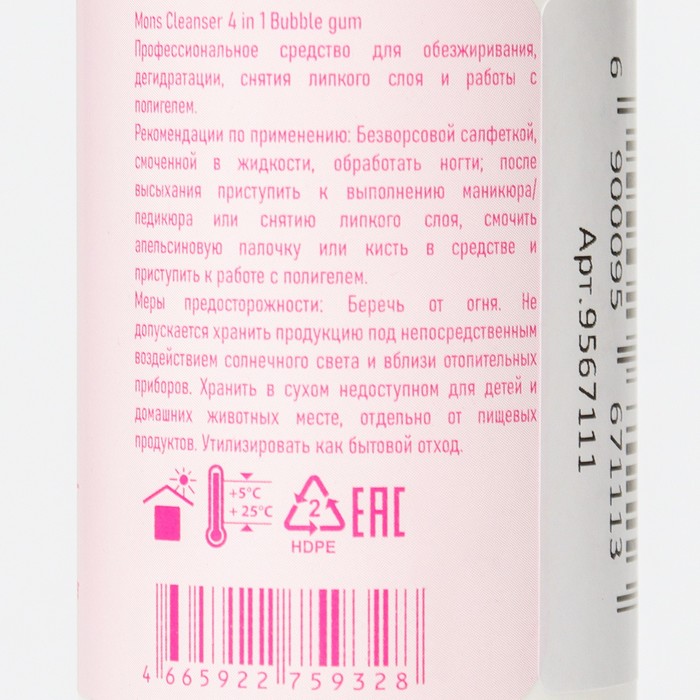 Mons Cleanser 4 in 1 Bubble gum
Профессиональное средство для обезжиривания,
дегидратации, снятия липкого слоя и работы с
полигелем.
Рекомендации по применению: Безворсовой салфеткой,
смоченной в жидкости, обработать ногти; после
высыхания приступить к выполнению маникюра/
педикюра или снятию липкого слоя, смочить
апельсиновую палочку или кисть в средстве и
приступить к работе с полигелем.
Меры предосторожности: Беречь от огня. Не
допускается хранить продукцию под непосредственным
воздействием солнечного света и вблизи отопительных
приборов. Хранить в сухом недоступном для детей и
домашних животных месте, отдельно от пищевых
продуктов. Утилизировать как бытовой отход.
+5°C
+25°C
2
HDPE
EAC
4 665922 759328
6 900095 671113
Арт.9567111